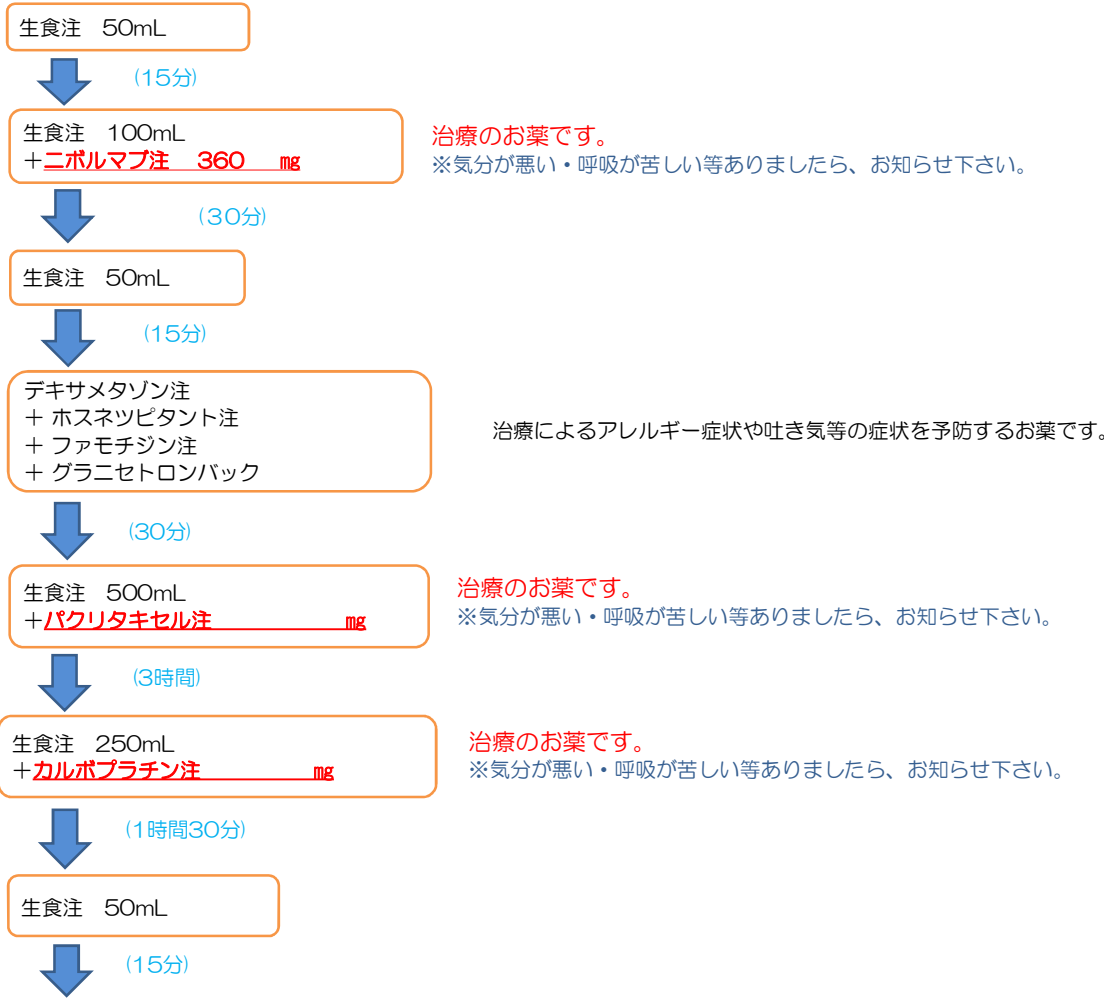 生食注　50mL
(15分)
生食注　100mL
＋ニボルマブ注　360　mg
治療のお薬です。
※気分が悪い・呼吸が苦しい等ありましたら、お知らせ下さい。
(30分)
生食注　50mL
(15分)
デキサメタゾン注
＋ ホスネツピタント注
＋ ファモチジン注
＋ グラニセトロンバック
治療によるアレルギー症状や吐き気等の症状を予防するお薬です。
(30分)
生食注　500mL
＋パクリタキセル注　　　　　　mg
治療のお薬です。
※気分が悪い・呼吸が苦しい等ありましたら、お知らせ下さい。
(3時間)
生食注　250mL
＋カルボプラチン注　　　　　mg
治療のお薬です。
※気分が悪い・呼吸が苦しい等ありましたら、お知らせ下さい。
(1時間30分)
生食注　50mL
(15分)